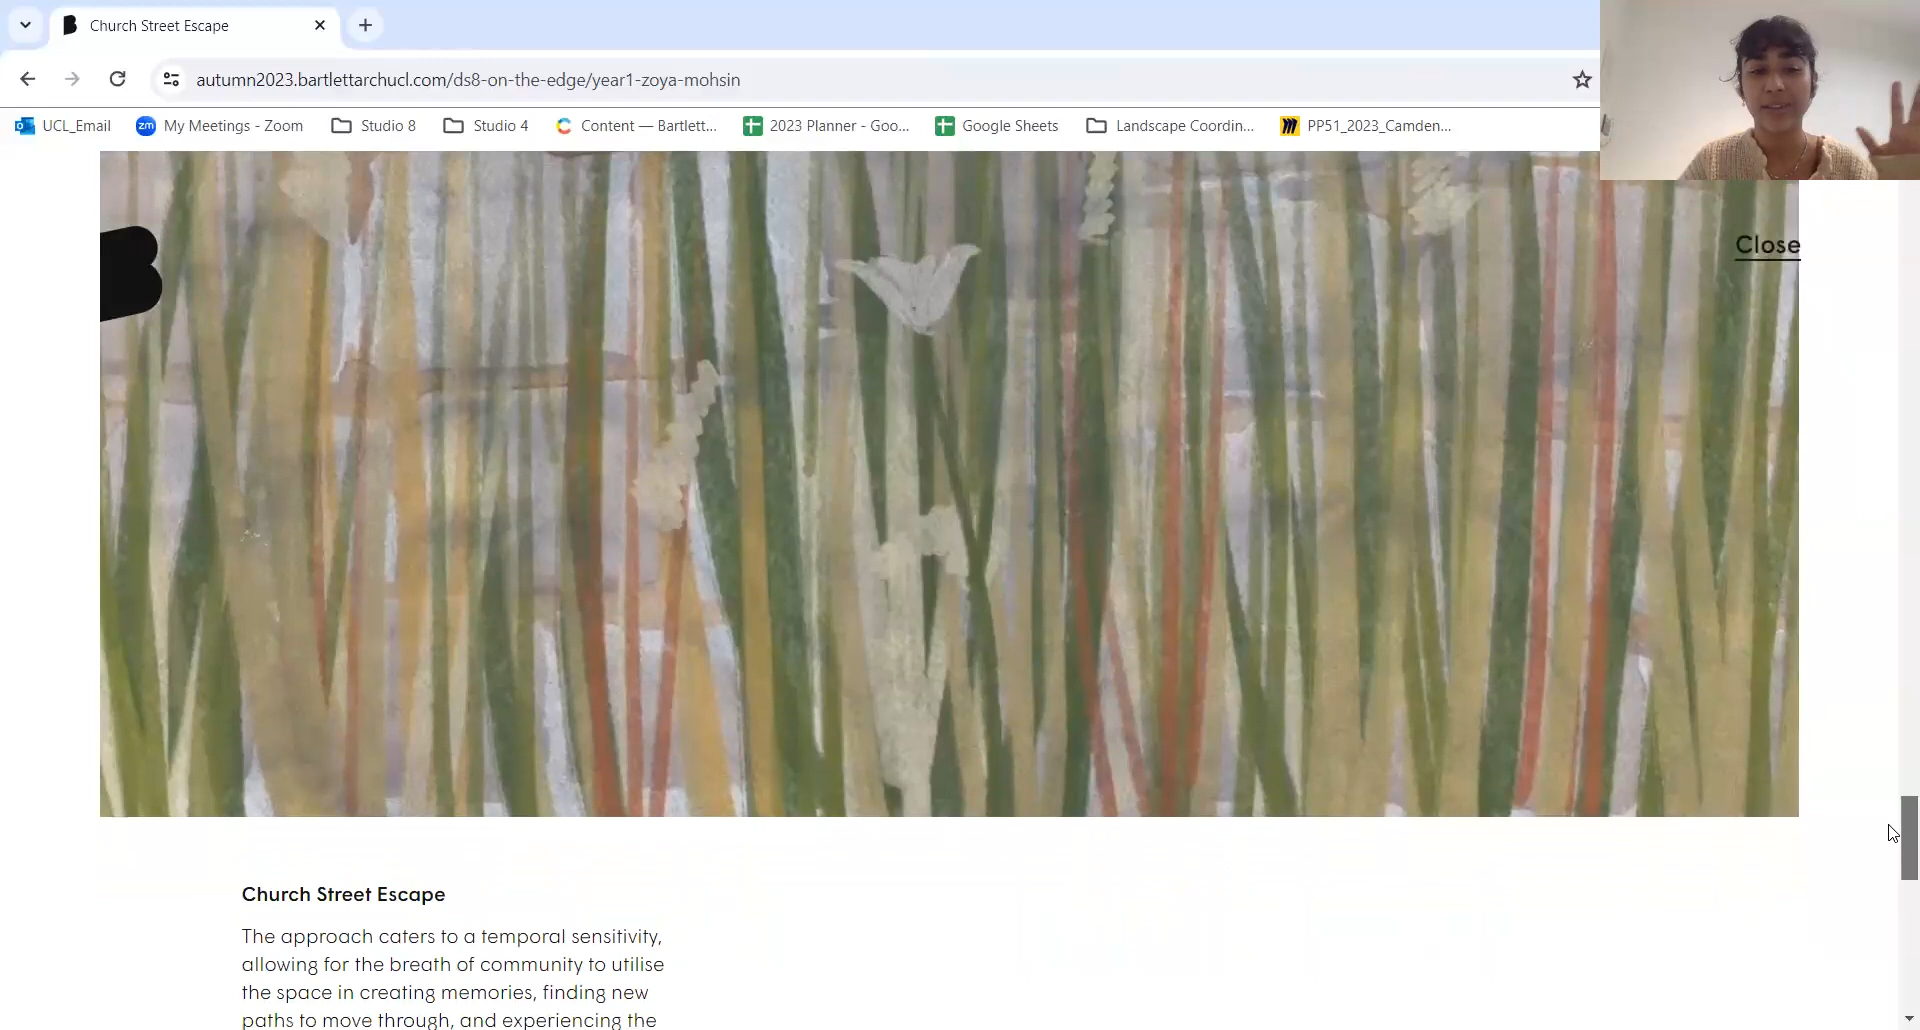 Church Street Escape
autumn2023.bartlettarchucl.com/ds8-on-the-edge/year1-zoya-mohsin
UCL_Email
My Meetings - Zoom
Studio 8
Studio 4
Content — Bartlett...
2023 Planner - Goo...
Google Sheets
Landscape Coordin...
PP51_2023_Camden...
Close
Church Street Escape
The approach caters to a temporal sensitivity,
allowing for the breath of community to utilise
the space in creating memories, finding new
paths to move through, and experiencing the